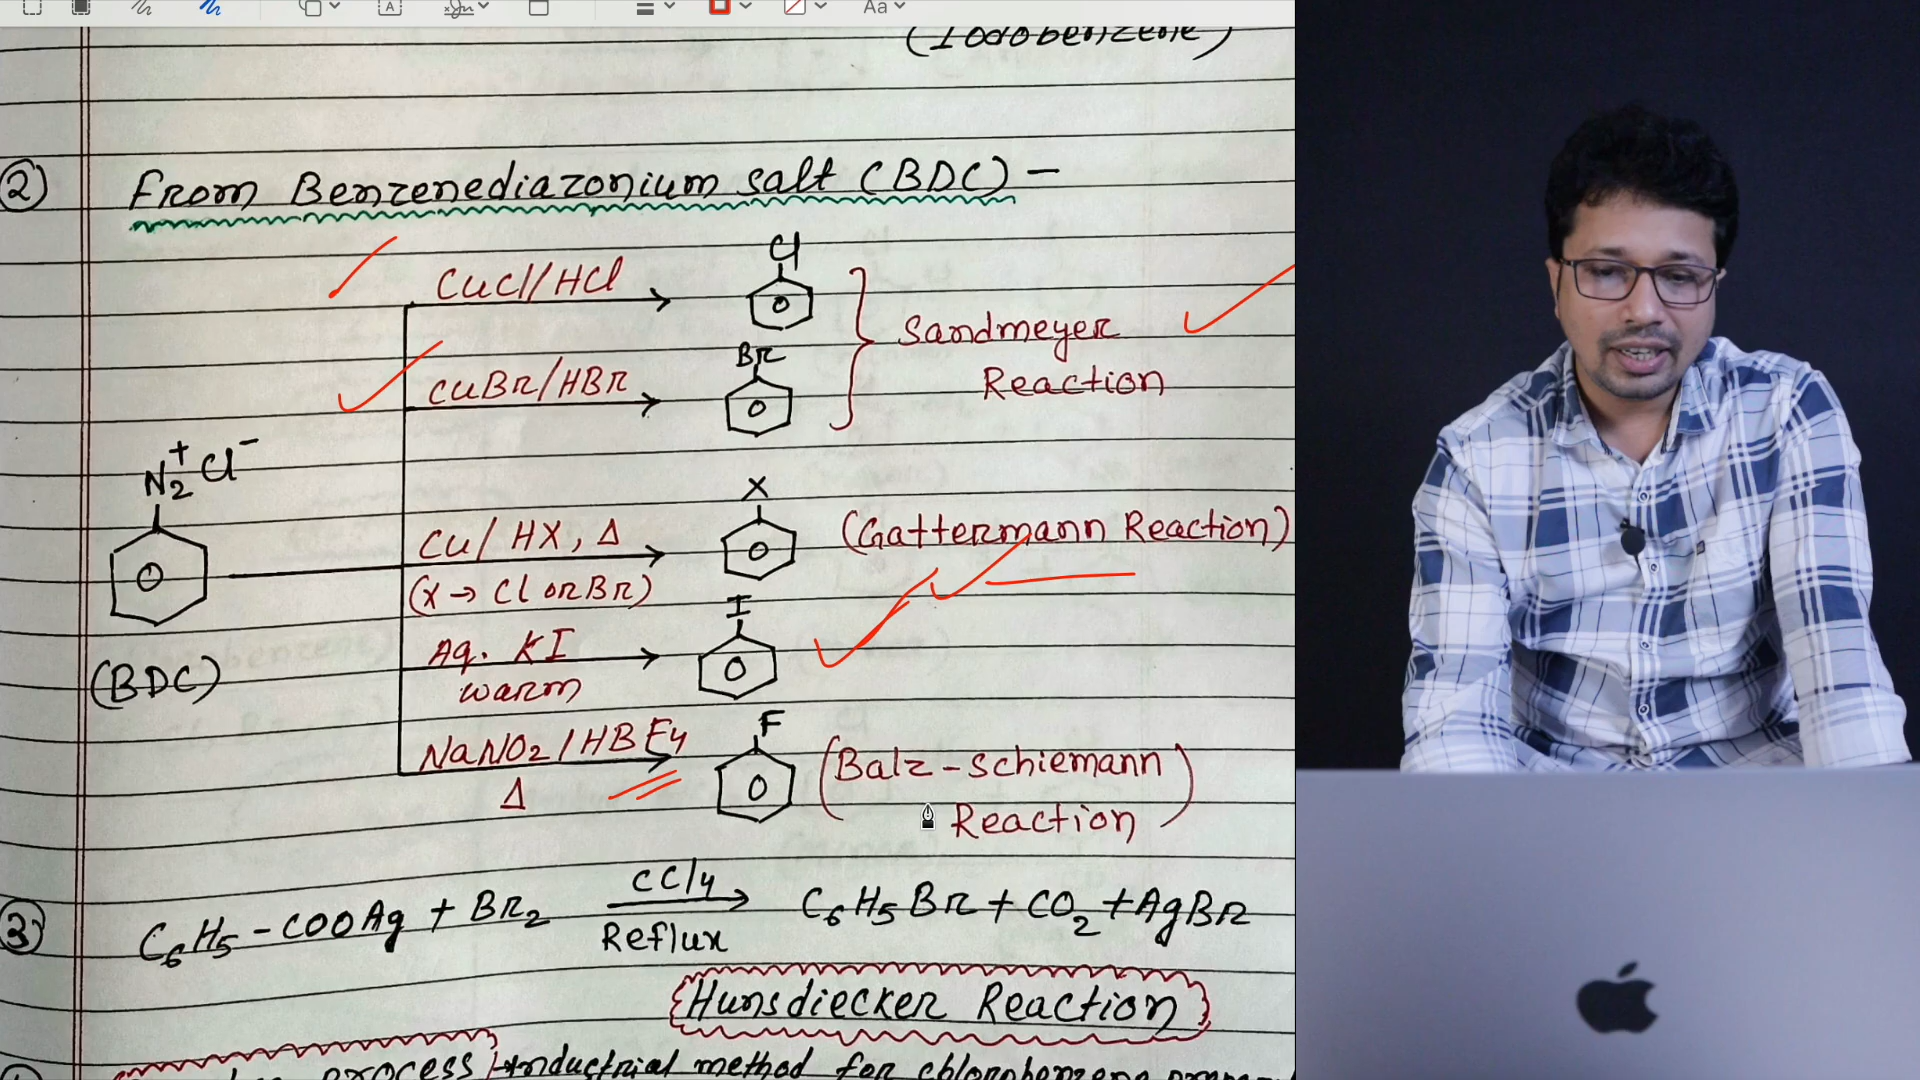 (Iodobenzene)
② From Benzenediazonium salt (BDC) —
Cl
CuCl/HCl
Sandmeyer
Reaction
Br
CuBr/HBr
N₂⁺Cl⁻
X
Cu/HX, Δ
(Gattermann Reaction)
(X → Cl or Br)
I
Aq. KI
warm
(BDC)
F
NaNO2/HBF4
Δ
(Balz-Schiemann
Reaction)
③ C₆H₅-COOAg + Br₂ CCl4 Reflux C₆H₅Br + CO₂ + AgBr
Hunsdiecker Reaction
process → Industrial method for chlorobenzene
A
Aa